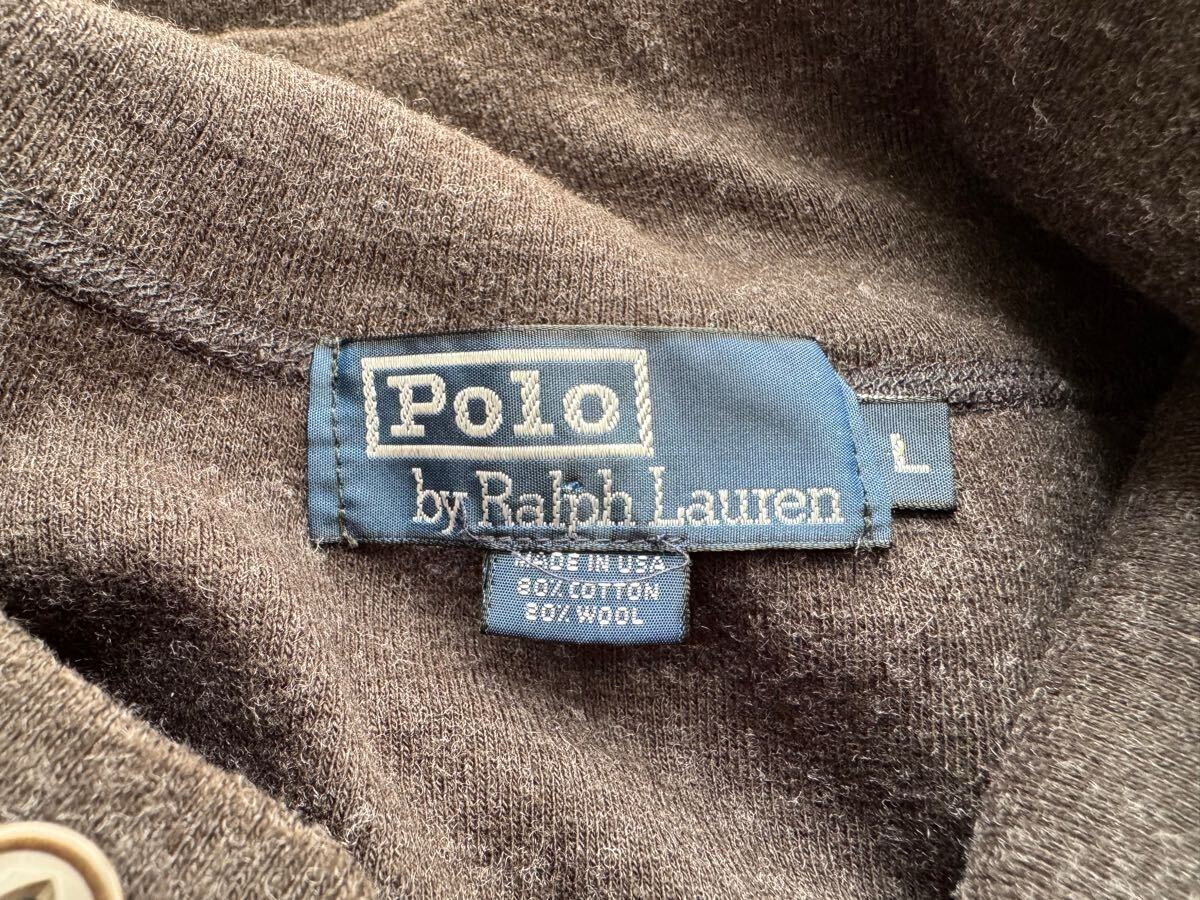 Polo
by Ralph Lauren
L
MADE IN USA
80% COTTON
20% WOOL